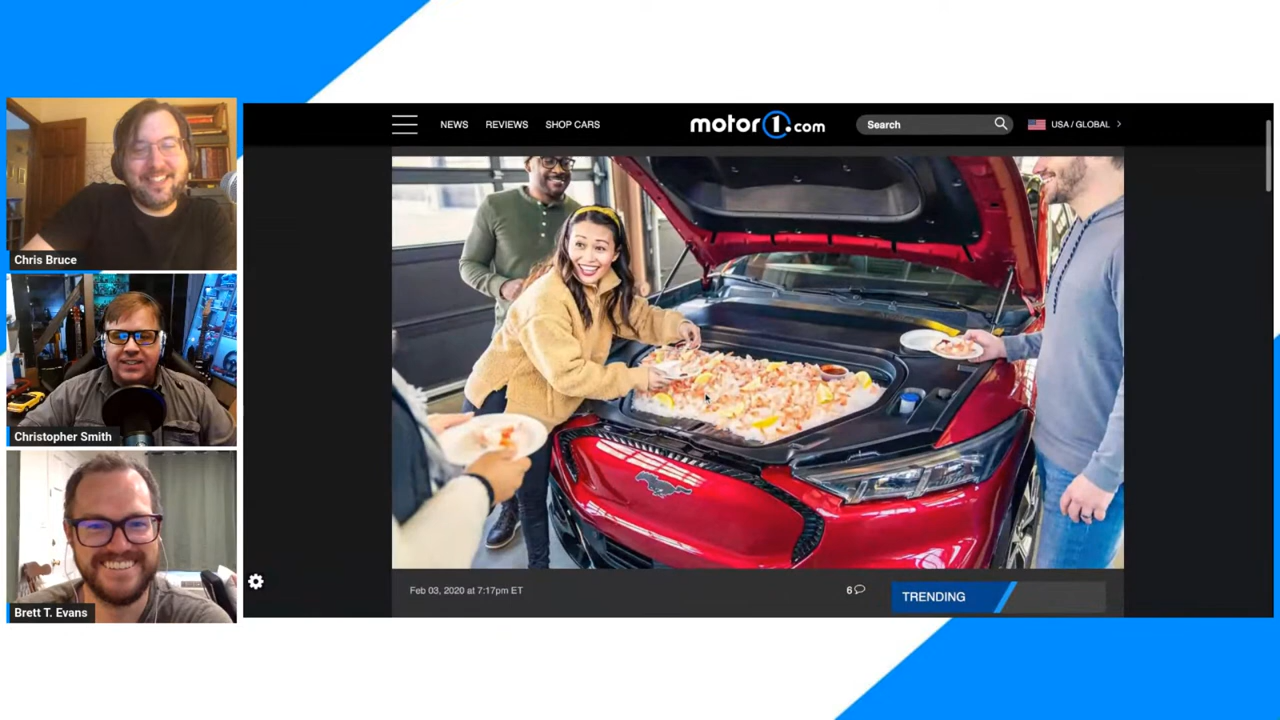 Chris Bruce
Christopher Smith
Brett T. Evans
NEWS
REVIEWS
SHOP CARS
motor1.com
Search
USA / GLOBAL
Feb 03, 2020 at 7:17pm ET
6
TRENDING